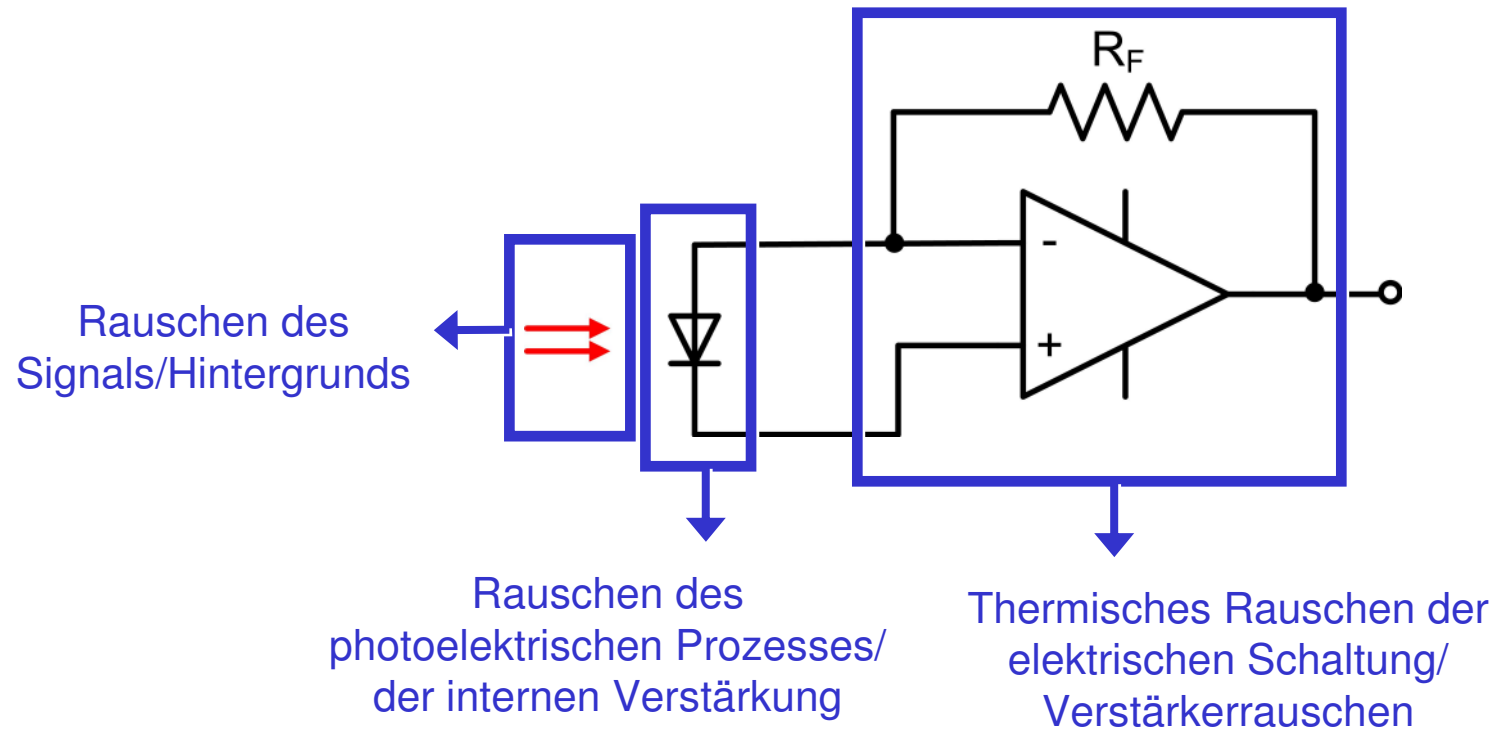 R_F
-
+
Rauschen des
Signals/Hintergrunds
Rauschen des
photoelektrischen Prozesses/
der internen Verstärkung
Thermisches Rauschen der
elektrischen Schaltung/
Verstärkerrauschen